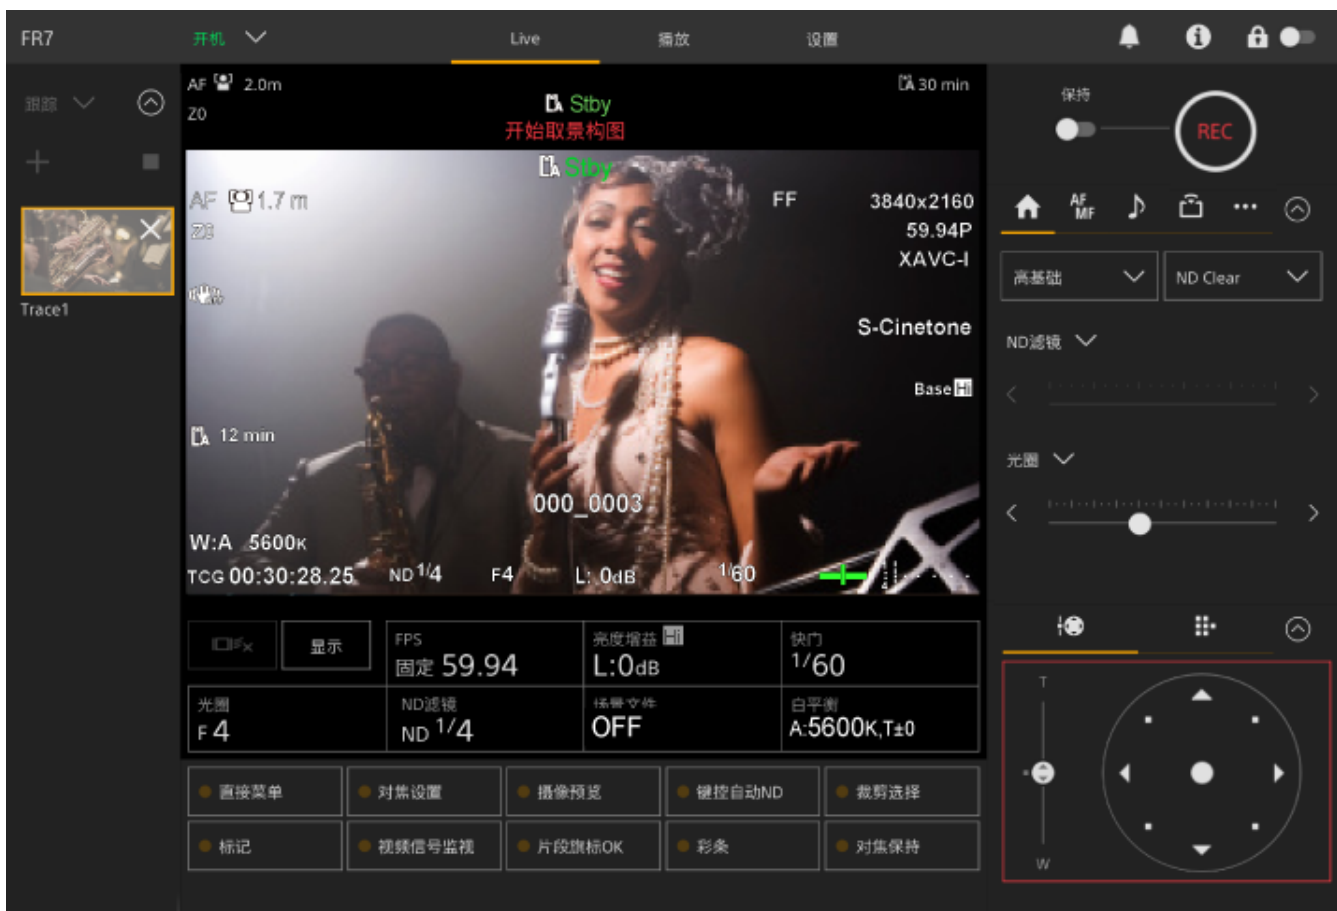 FR7
开机
Live
播放
设置
跟踪
Trace1
AF 2.0m
Z0
A Stby
开始取景构图
A 30 min
A Stby
AF 1.7 m
Z0
FF
3840x2160
59.94P
XAVC-I
S-Cinetone
Base Hi
A 12 min
000_0003
W:A 5600K
TCG 00:30:28.25
ND 1/4
F4
L: 0dB
1/60
显示
FPS
固定 59.94
亮度增益 Hi
L:0dB
快门
1/60
光圈
F 4
ND滤镜
ND 1/4
场景文件
OFF
白平衡
A:5600K,T±0
直接菜单
对焦设置
摄像预览
键控自动ND
裁剪选择
标记
视频信号监视
片段旗标OK
彩条
对焦保持
保持
REC
AF
MF
高基础
ND Clear
ND滤镜
光圈
T
W